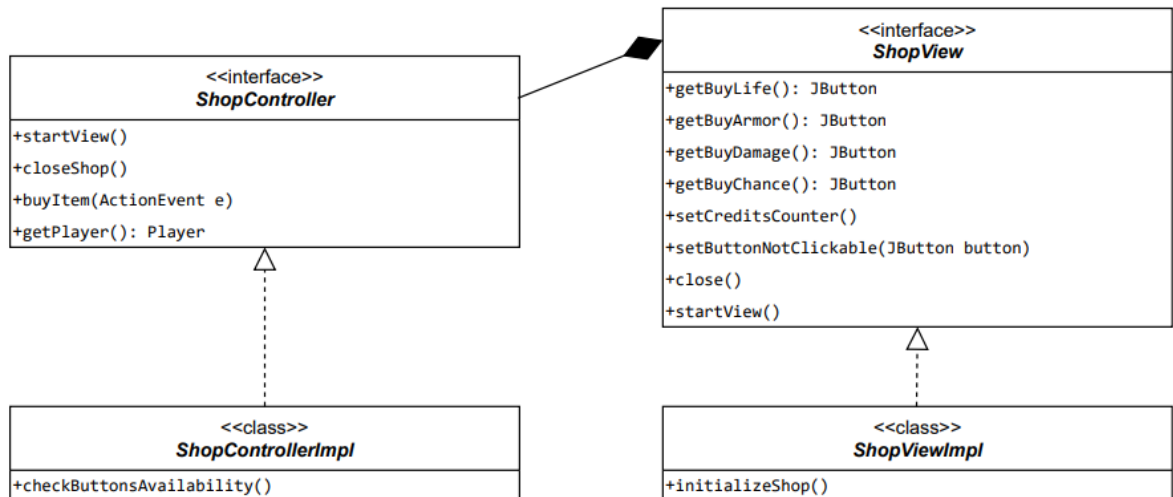 <<interface>>
ShopController
+startView()
+closeShop()
+buyItem(ActionEvent e)
+getPlayer(): Player
<<interface>>
ShopView
+getBuyLife(): JButton
+getBuyArmor(): JButton
+getBuyDamage(): JButton
+getBuyChance(): JButton
+setCreditsCounter()
+setButtonNotClickable(JButton button)
+close()
+startView()
<<class>>
ShopControllerImpl
+checkButtonsAvailability()
<<class>>
ShopViewImpl
+initializeShop()